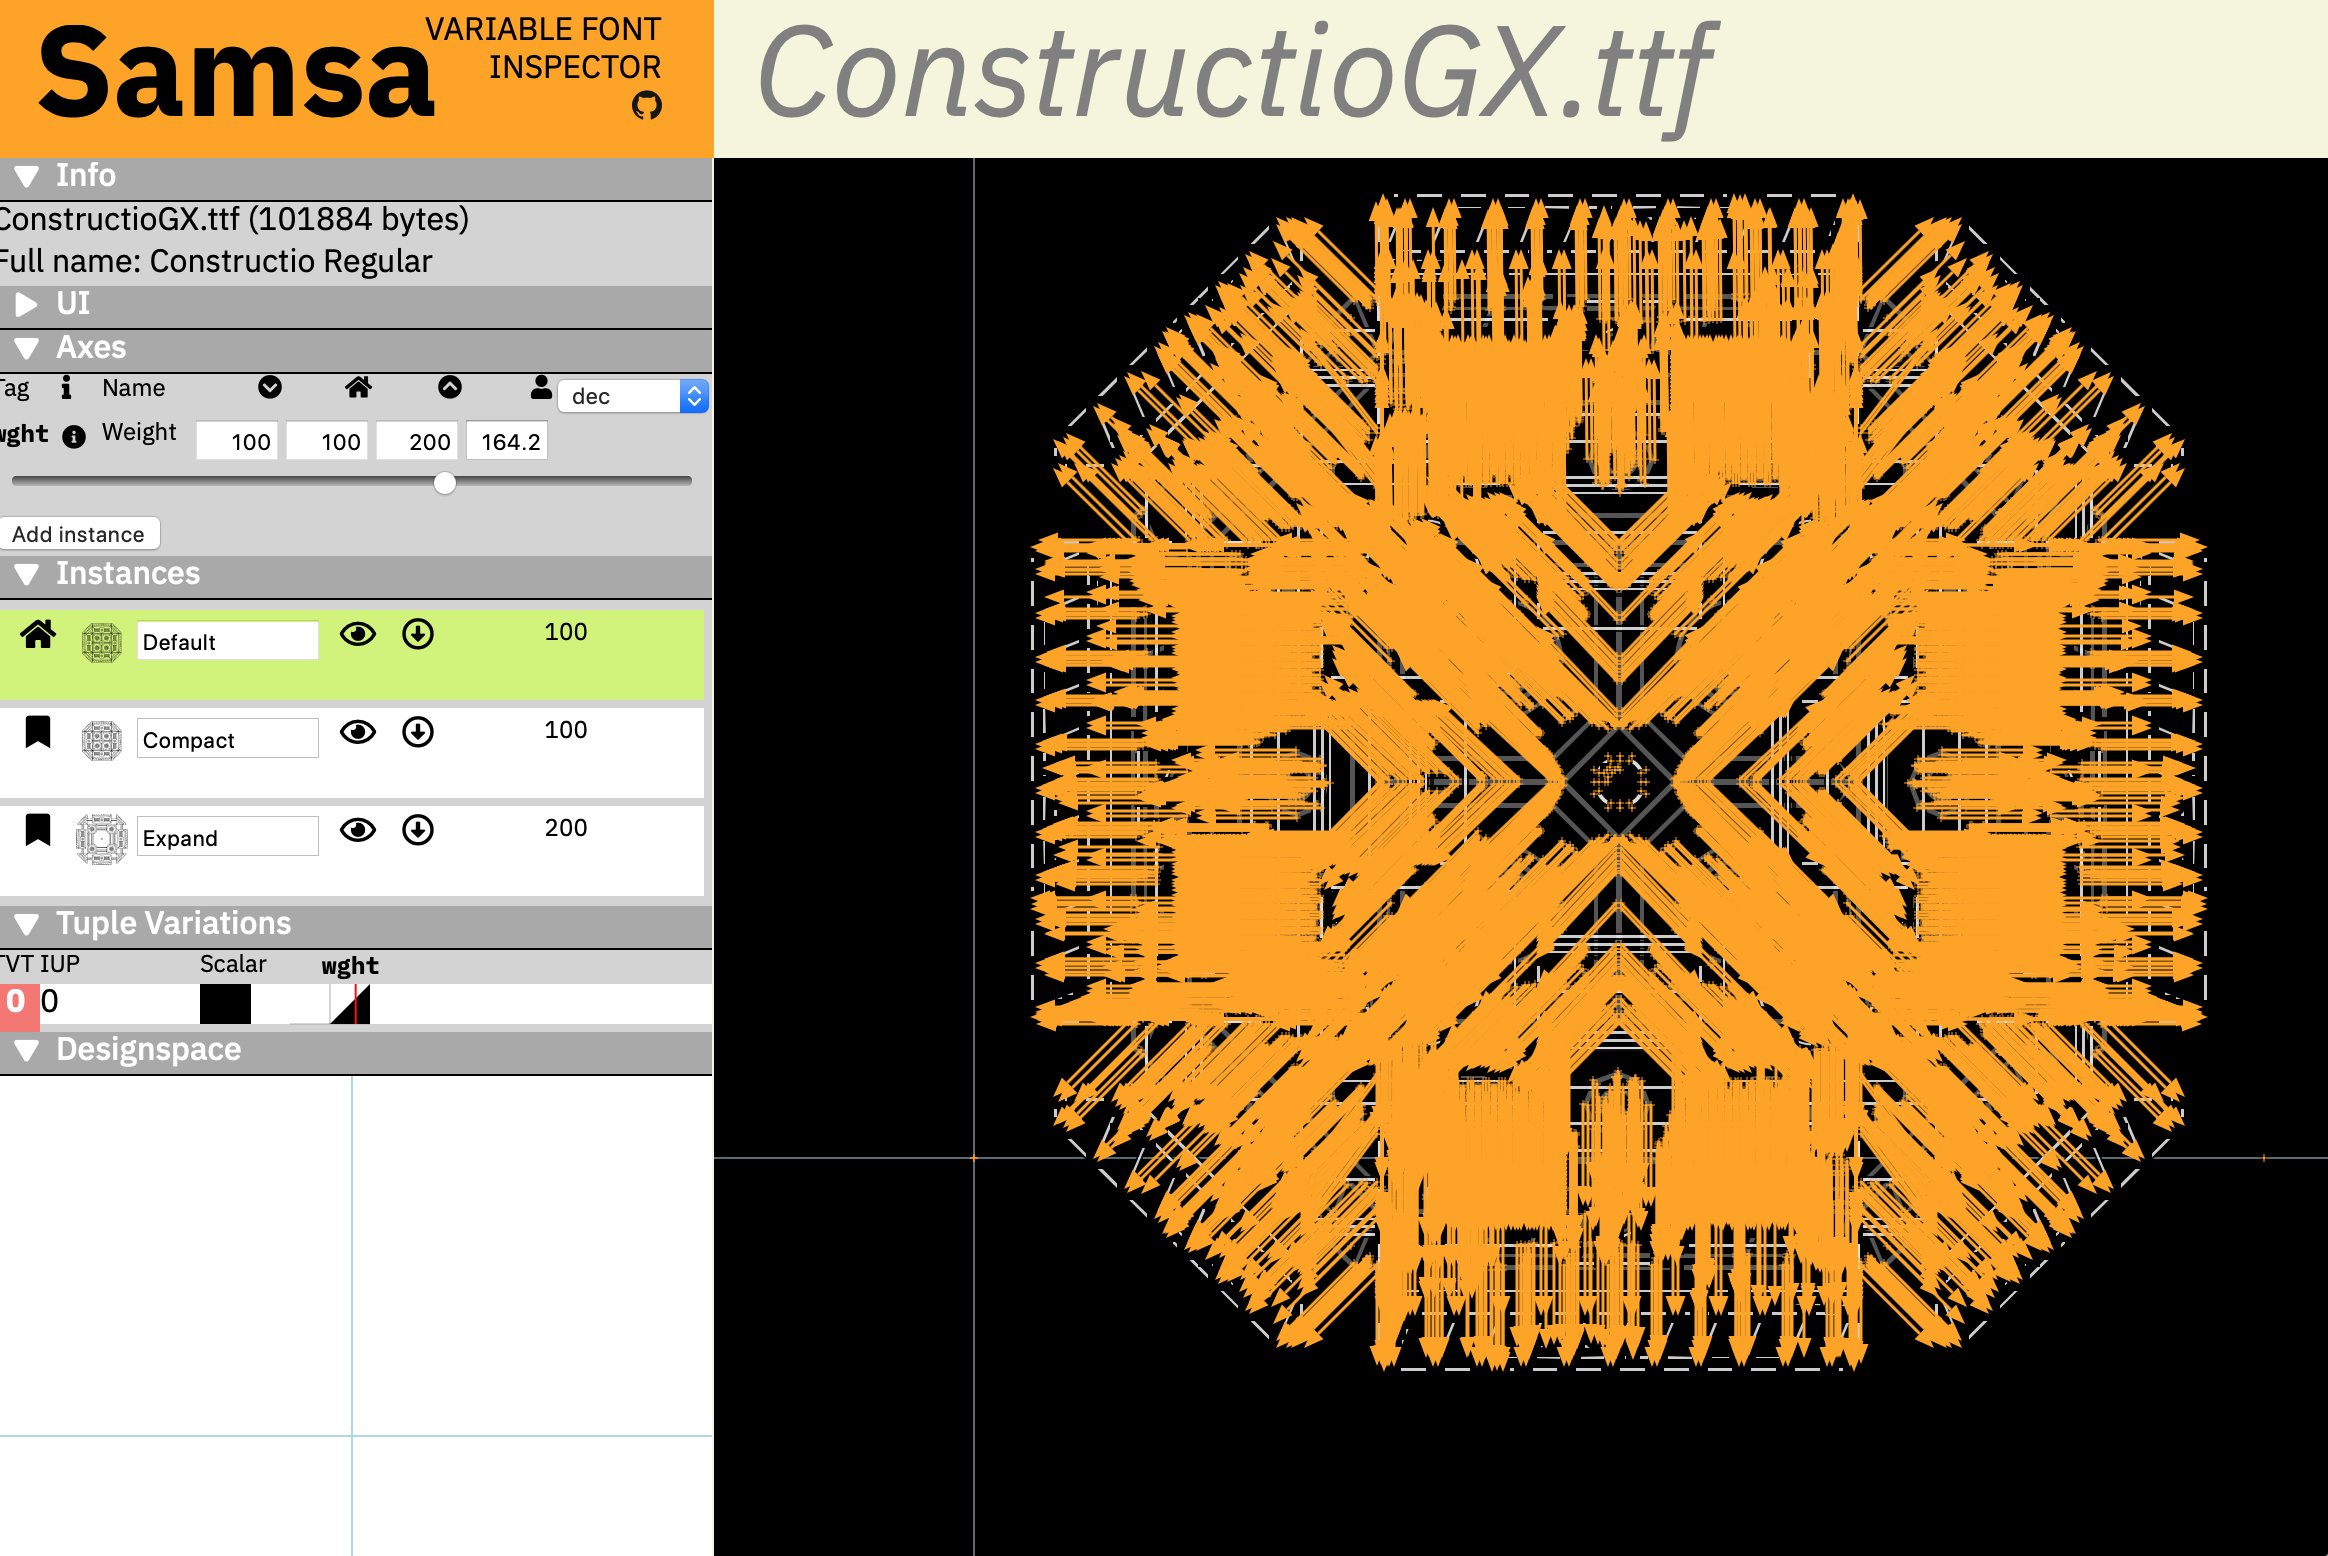 Samsa
VARIABLE FONT
INSPECTOR
ConstructioGX.ttf
Info
ConstructioGX.ttf (101884 bytes)
Full name: Constructio Regular
UI
Axes
Tag Name dec
wght Weight 100 100 200 164.2
Add instance
Instances
Default 100
Compact 100
Expand 200
Tuple Variations
TVT IUP Scalar wght
0 0
Designspace